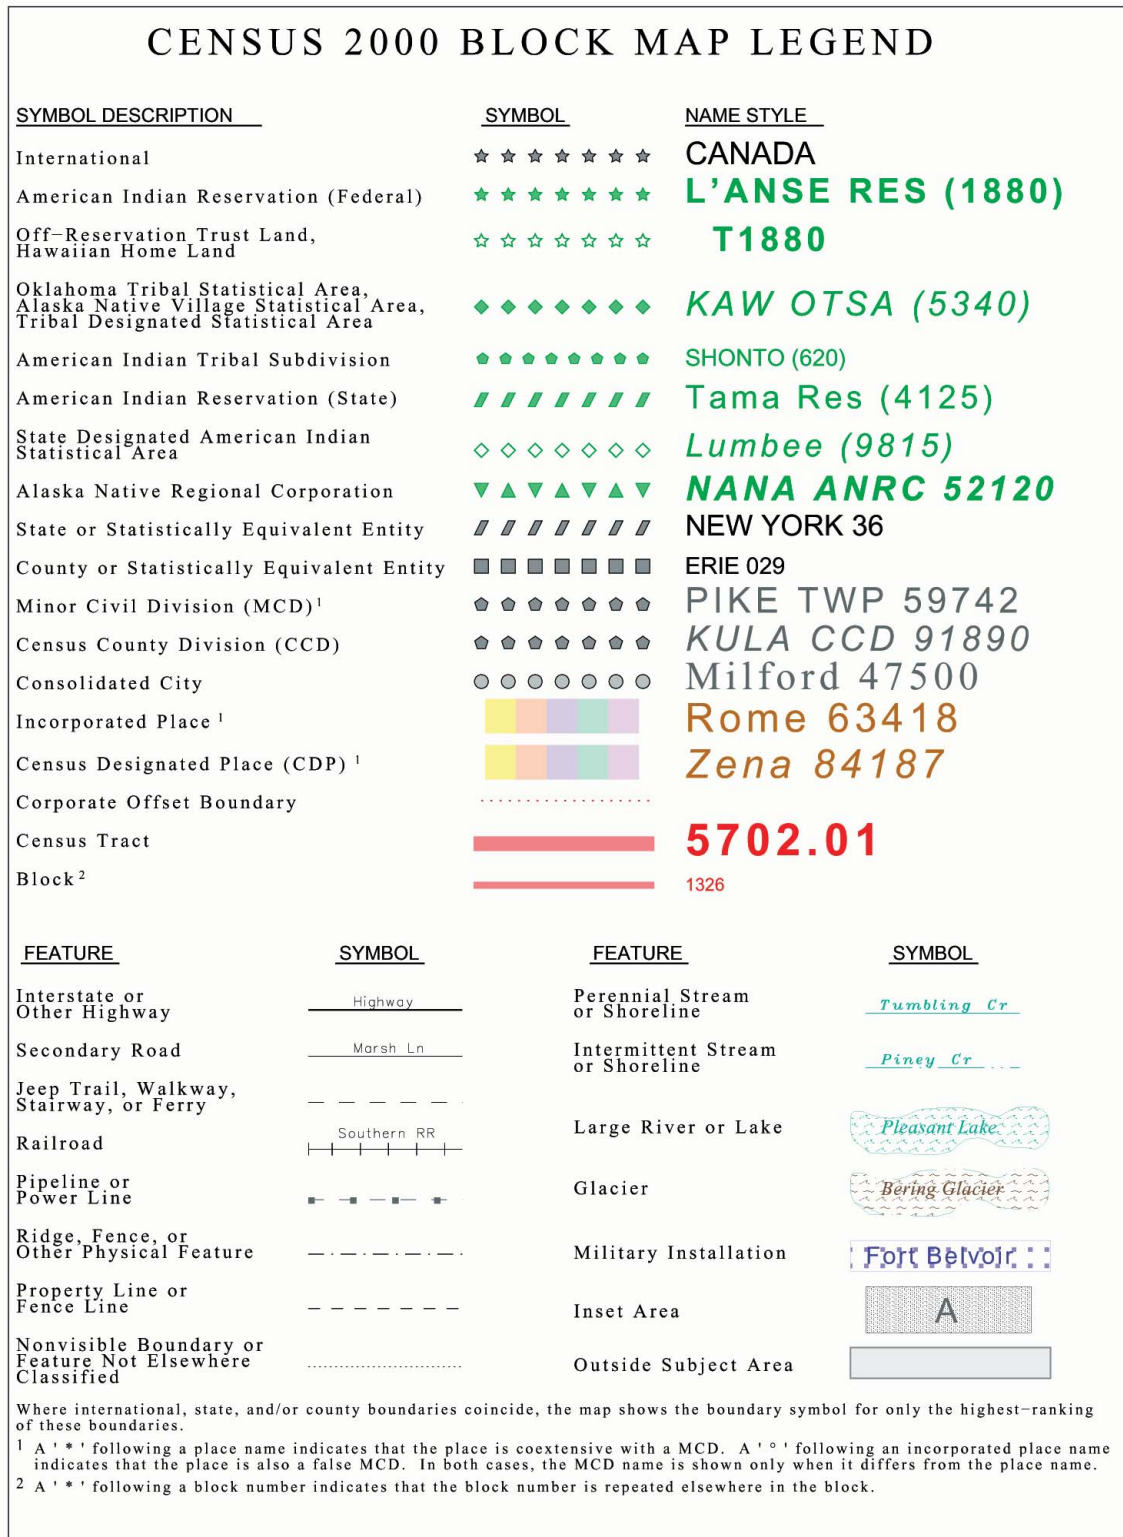 CENSUS 2000 BLOCK MAP LEGEND
SYMBOL DESCRIPTION SYMBOL NAME STYLE
International CANADA
American Indian Reservation (Federal) L'ANSE RES (1880)
Off-Reservation Trust Land,
Hawaiian Home Land T1880
Oklahoma Tribal Statistical Area,
Alaska Native Village Statistical Area,
Tribal Designated Statistical Area KAW OTSA (5340)
American Indian Tribal Subdivision SHONTO (620)
American Indian Reservation (State) Tama Res (4125)
State Designated American Indian
Statistical Area Lumbee (9815)
Alaska Native Regional Corporation NANA ANRC 52120
State or Statistically Equivalent Entity NEW YORK 36
County or Statistically Equivalent Entity ERIE 029
Minor Civil Division (MCD) 1 PIKE TWP 59742
Census County Division (CCD) KULA CCD 91890
Consolidated City Milford 47500
Incorporated Place 1 Rome 63418
Census Designated Place (CDP) 1 Zena 84187
Corporate Offset Boundary
Census Tract 5702.01
Block 2 1326
FEATURE SYMBOL
Interstate or
Other Highway Highway
Secondary Road Marsh Ln
Jeep Trail, Walkway,
Stairway, or Ferry
Railroad Southern RR
Pipeline or
Power Line
Ridge, Fence, or
Other Physical Feature
Property Line or
Fence Line
Nonvisible Boundary or
Feature Not Elsewhere
Classified
FEATURE SYMBOL
Perennial Stream
or Shoreline Tumbling Cr
Intermittent Stream
or Shoreline Piney Cr
Large River or Lake Pleasant Lake
Glacier Bering Glacier
Military Installation Fort Belvoir
Inset Area A
Outside Subject Area
Where international, state, and/or county boundaries coincide, the map shows the boundary symbol for only the highest-ranking
of these boundaries.
1 A ' * ' following a place name indicates that the place is coextensive with a MCD. A ' ° ' following an incorporated place name
indicates that the place is also a false MCD. In both cases, the MCD name is shown only when it differs from the place name.
2 A ' * ' following a block number indicates that the block number is repeated elsewhere in the block.